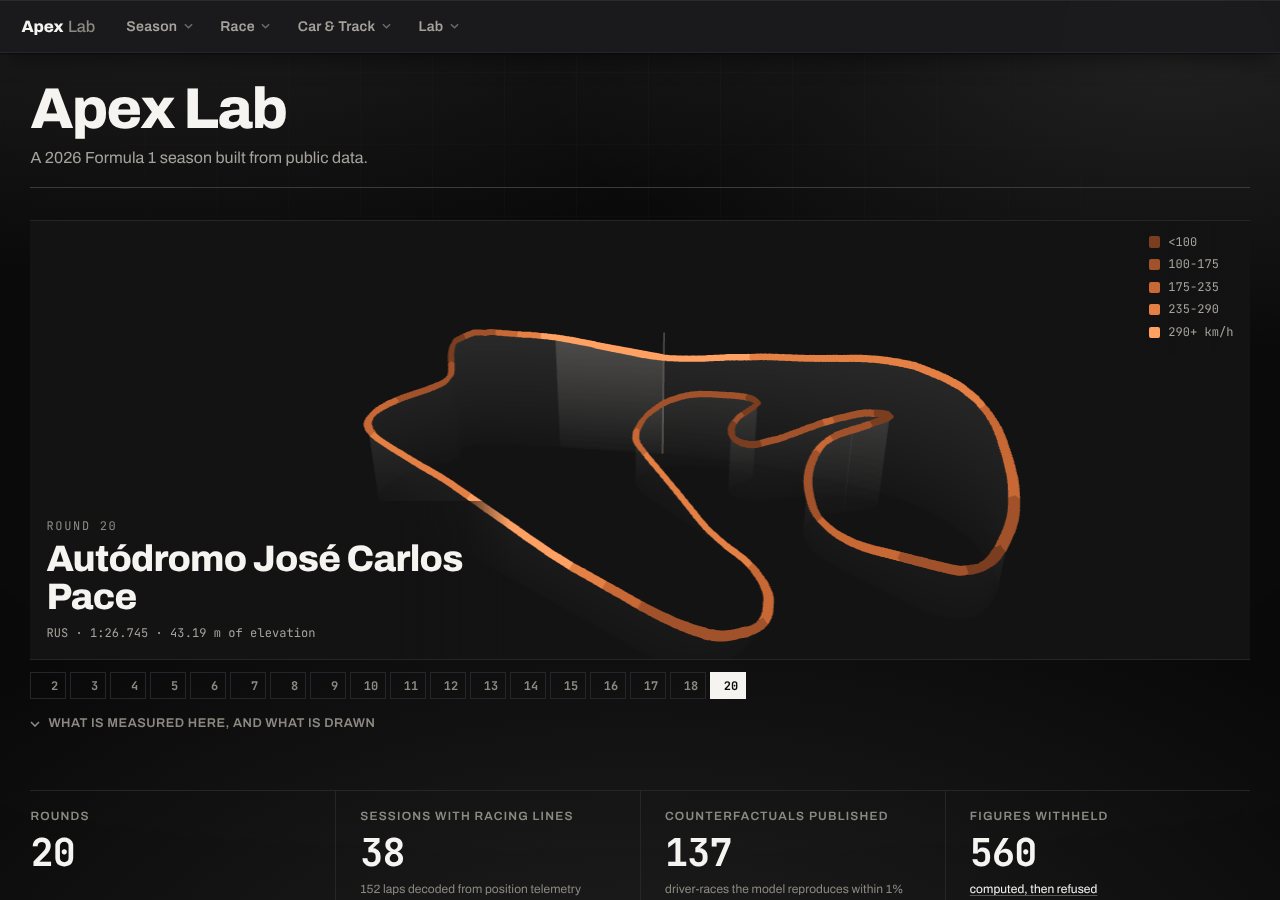 Apex Lab Season Race Car & Track Lab
Apex Lab
A 2026 Formula 1 season built from public data.
<100
100-175
175-235
235-290
290+ km/h
ROUND 20
Autódromo José Carlos
Pace
RUS · 1:26.745 · 43.19 m of elevation
2 3 4 5 6 7 8 9 10 11 12 13 14 15 16 17 18 20
WHAT IS MEASURED HERE, AND WHAT IS DRAWN
ROUNDS
20
SESSIONS WITH RACING LINES
38
152 laps decoded from position telemetry
COUNTERFACTUALS PUBLISHED
137
driver-races the model reproduces within 1%
FIGURES WITHHELD
560
computed, then refused